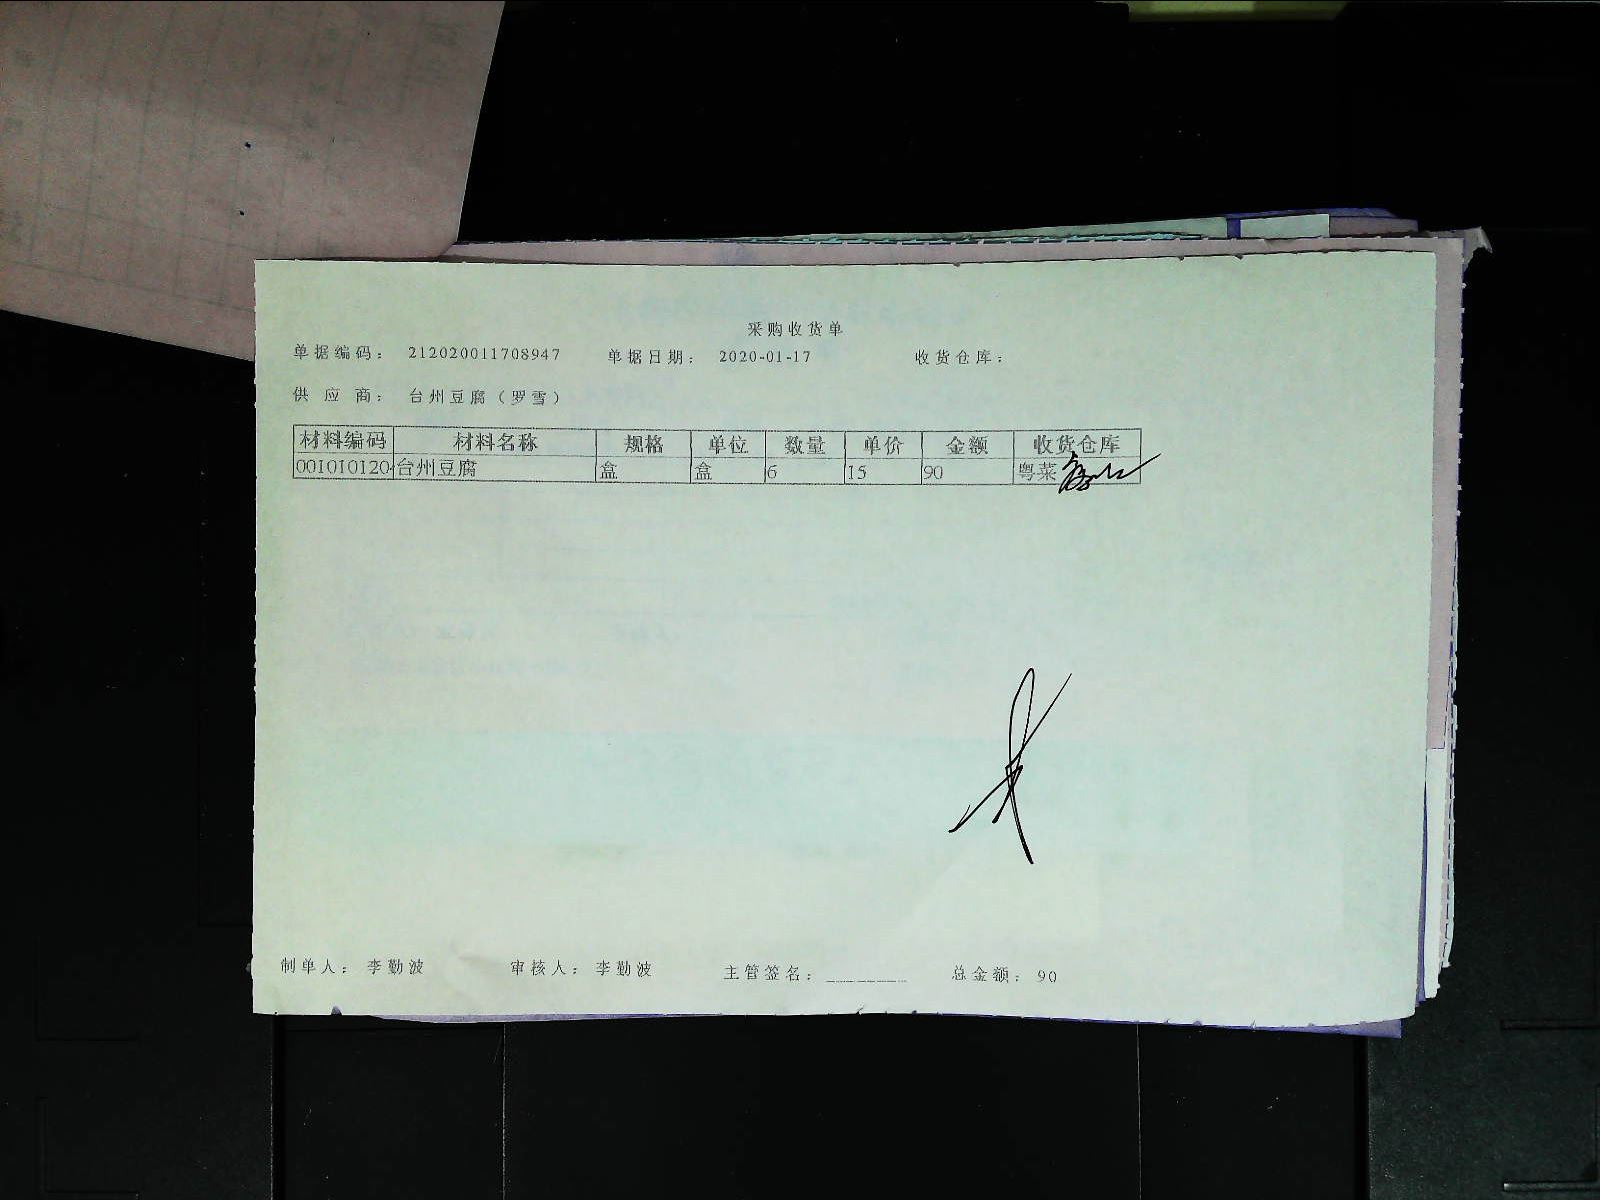 采购收货单
单据编码： 212020011708947 单据日期： 2020-01-17 收货仓库：
供 应 商： 台州豆腐（罗雪）
材料编码 材料名称 规格 单位 数量 单价 金额 收货仓库
001010120 台州豆腐 盒 盒 6 15 90 粤菜
制单人： 李勤波 审核人： 李勤波 主管签名： 总金额： 90